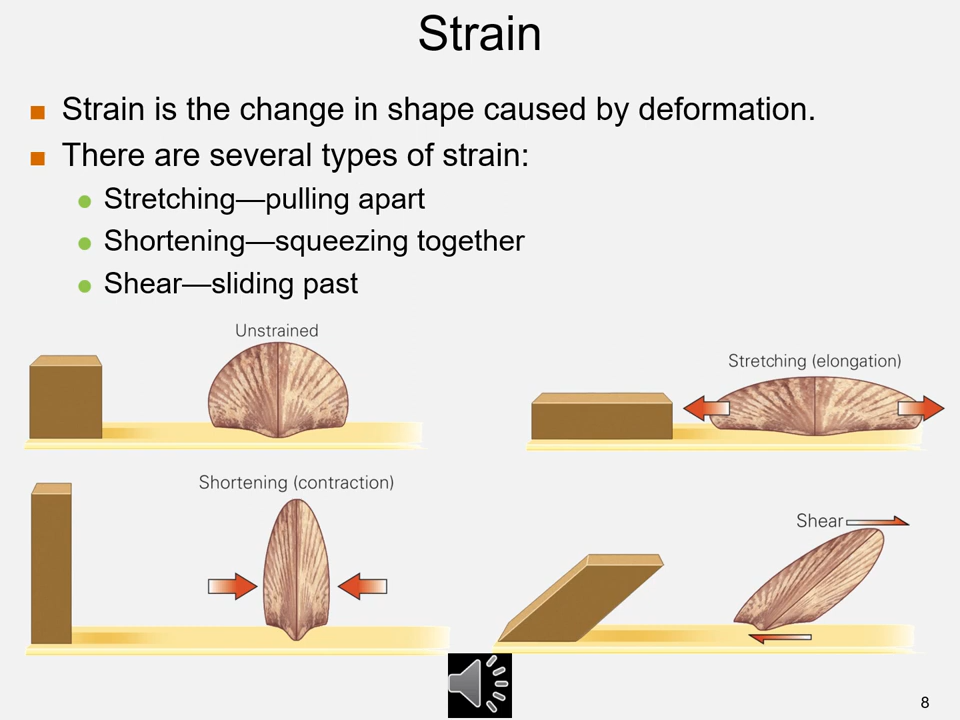 Strain
Strain is the change in shape caused by deformation.
There are several types of strain:
Stretching—pulling apart
Shortening—squeezing together
Shear—sliding past
Unstrained
Stretching (elongation)
Shortening (contraction)
Shear
8